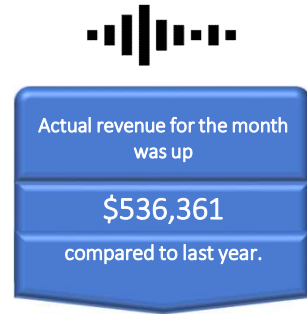 Actual revenue for the month
was up
$536,361
compared to last year.